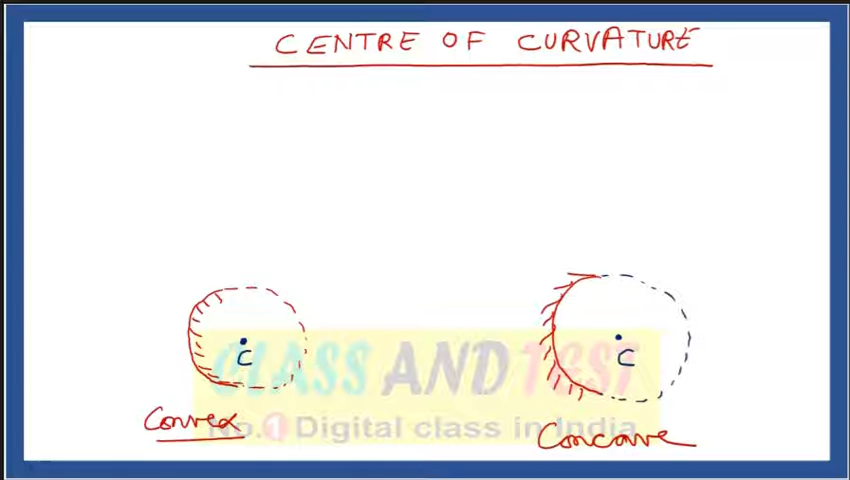 CENTRE OF CURVATURE
C
C
CLASS AND TEST
Convex
No.1 Digital class in India
Concave